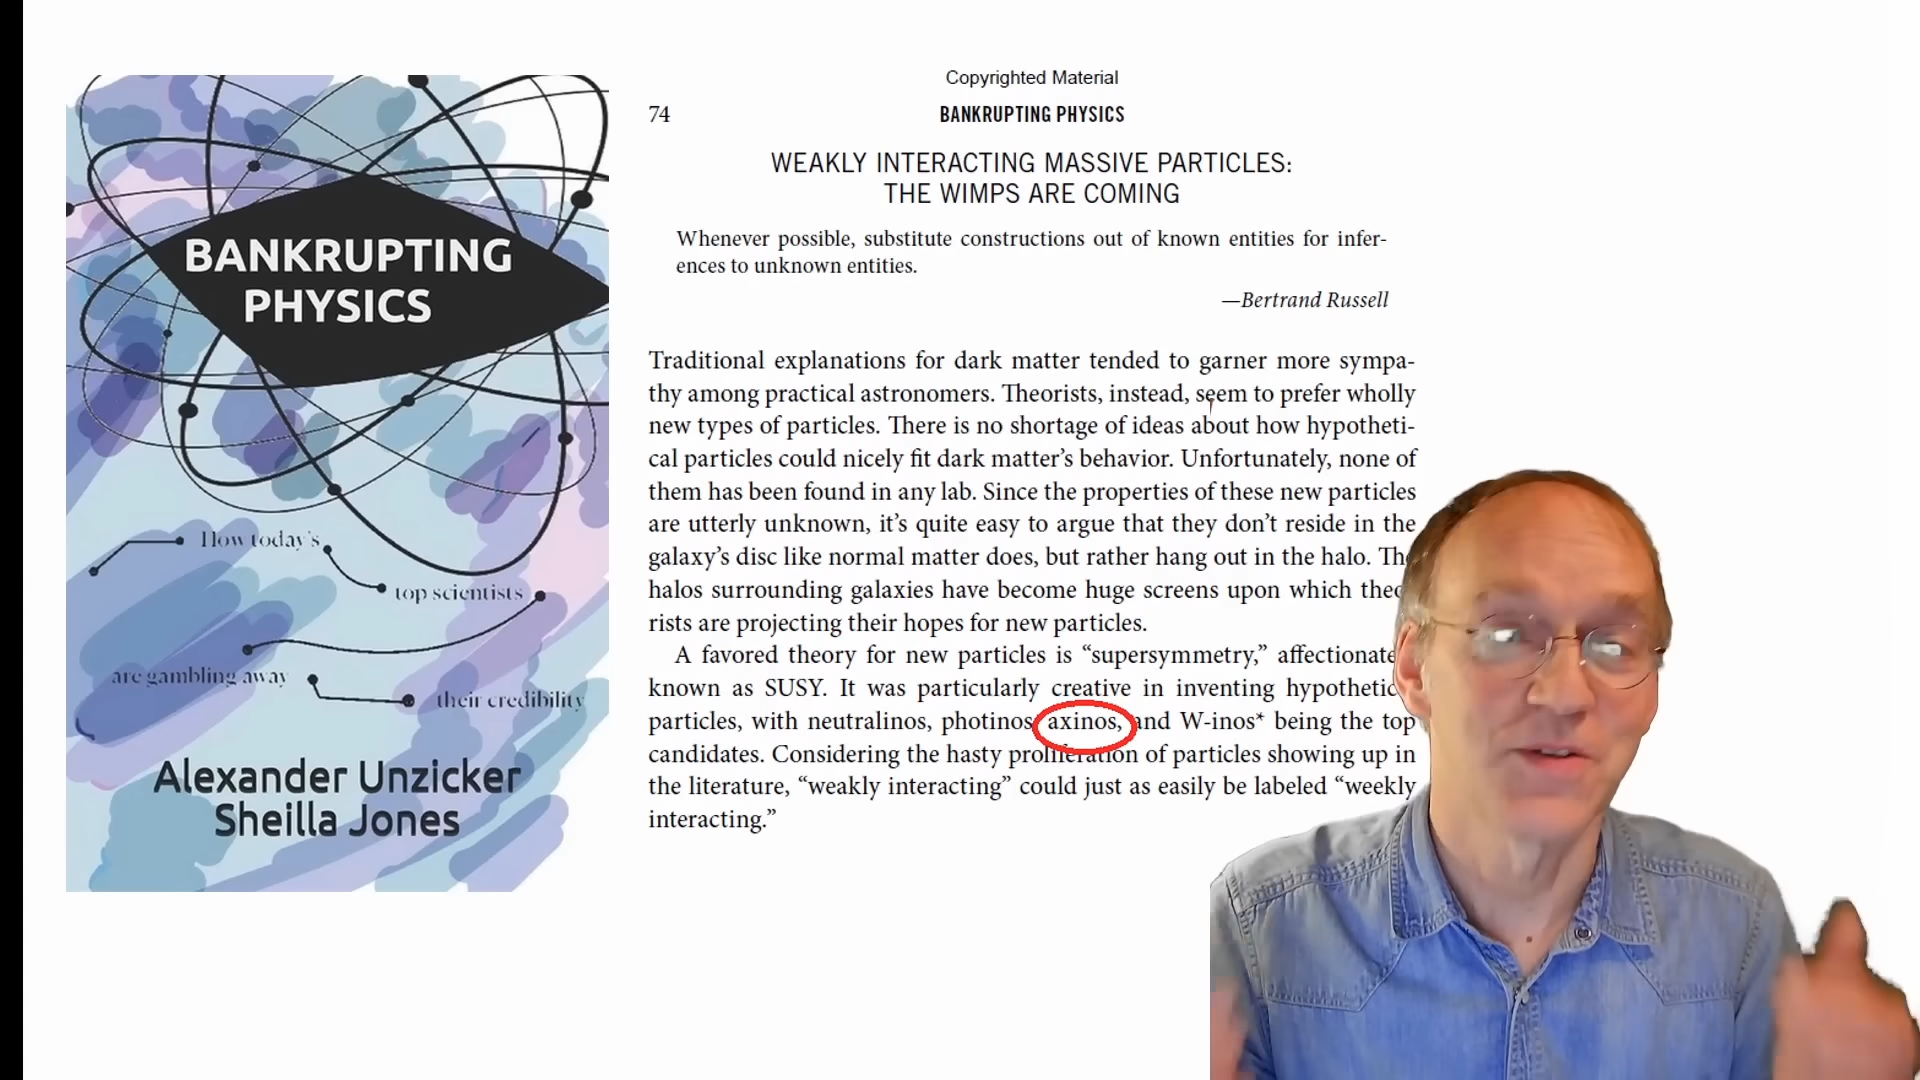 BANKRUPTING
PHYSICS
How today's
top scientists
are gambling away
their credibility
Alexander Unzicker
Sheilla Jones
Copyrighted Material
74
BANKRUPTING PHYSICS
WEAKLY INTERACTING MASSIVE PARTICLES:
THE WIMPS ARE COMING
Whenever possible, substitute constructions out of known entities for infer-
ences to unknown entities.
—Bertrand Russell
Traditional explanations for dark matter tended to garner more sympa-
thy among practical astronomers. Theorists, instead, seem to prefer wholly
new types of particles. There is no shortage of ideas about how hypotheti-
cal particles could nicely fit dark matter's behavior. Unfortunately, none of
them has been found in any lab. Since the properties of these new particles
are utterly unknown, it's quite easy to argue that they don't reside in the
galaxy's disc like normal matter does, but rather hang out in the halo. The
halos surrounding galaxies have become huge screens upon which theo
rists are projecting their hopes for new particles.
A favored theory for new particles is “supersymmetry,” affectionate
known as SUSY. It was particularly creative in inventing hypothetic
particles, with neutralinos, photinos, axinos, and W-inos* being the top
candidates. Considering the hasty proliferation of particles showing up in
the literature, “weakly interacting” could just as easily be labeled “weekly
interacting.”